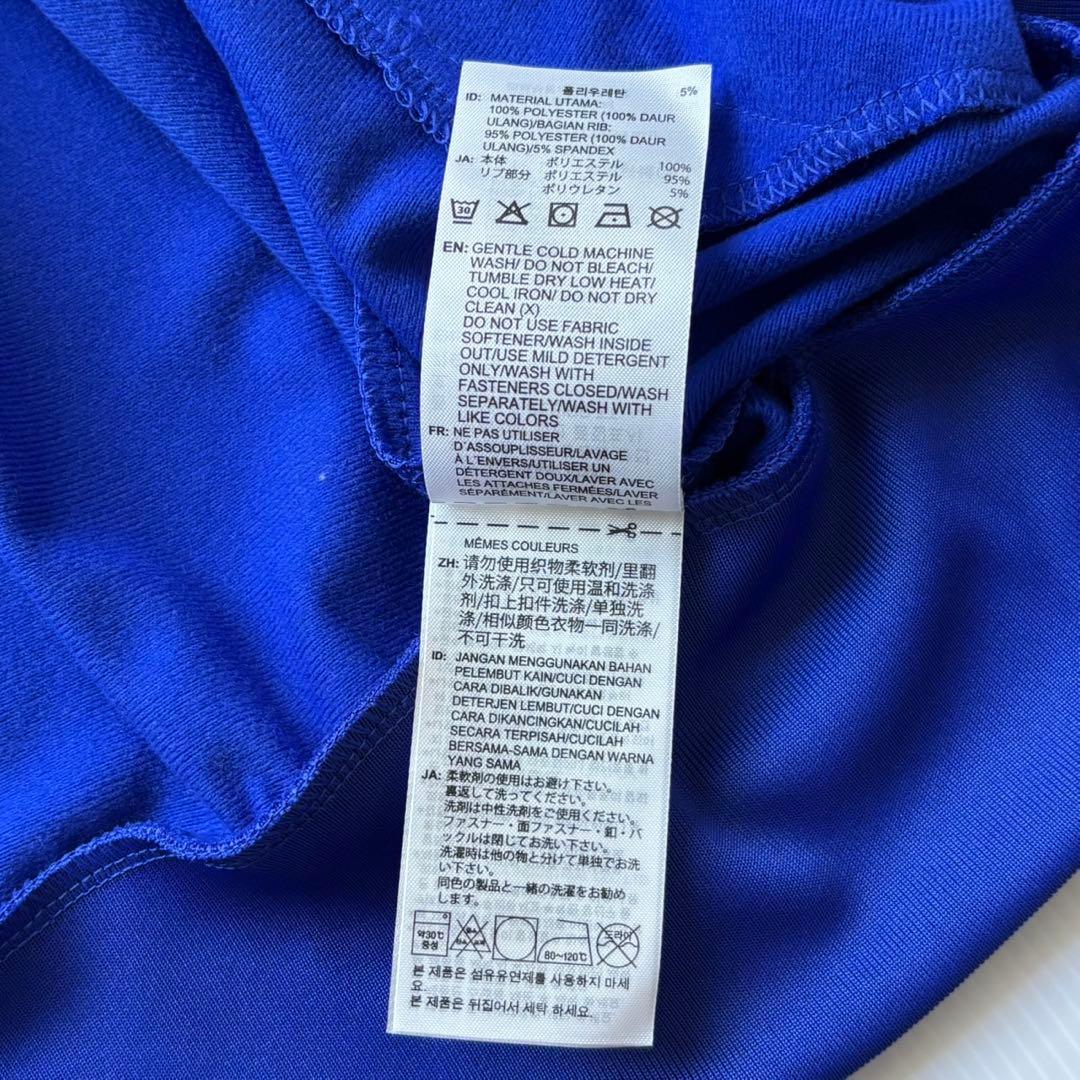 폴리우레탄 5%
ID: MATERIAL UTAMA:
100% POLYESTER (100% DAUR
ULANG)/BAGIAN RIB:
95% POLYESTER (100% DAUR
ULANG)/5% SPANDEX
JA: 本体 ポリエステル 100%
リブ部分 ポリエステル 95%
ポリウレタン 5%
30
EN: GENTLE COLD MACHINE
WASH/ DO NOT BLEACH/
TUMBLE DRY LOW HEAT/
COOL IRON/ DO NOT DRY
CLEAN (X)
DO NOT USE FABRIC
SOFTENER/WASH INSIDE
OUT/USE MILD DETERGENT
ONLY/WASH WITH
FASTENERS CLOSED/WASH
SEPARATELY/WASH WITH
LIKE COLORS
FR: NE PAS UTILISER
D'ASSOUPLISSEUR/LAVAGE
À L'ENVERS/UTILISER UN
DÉTERGENT DOUX/LAVER AVEC
LES ATTACHES FERMÉES/LAVER
SÉPARÉMENT/LAVER AVEC LES
MÊMES COULEURS
ZH: 请勿使用织物柔软剂/里翻
外洗涤/只可使用温和洗涤
剂/扣上扣件洗涤/单独洗
涤/相似颜色衣物一同洗涤/
不可干洗
ID: JANGAN MENGGUNAKAN BAHAN
PELEMBUT KAIN/CUCI DENGAN
CARA DIBALIK/GUNAKAN
DETERJEN LEMBUT/CUCI DENGAN
CARA DIKANCINGKAN/CUCILAH
SECARA TERPISAH/CUCILAH
BERSAMA-SAMA DENGAN WARNA
YANG SAMA
JA: 柔軟剤の使用はお避け下さい。
裏返して洗ってください。
洗剤は中性洗剤をご使用ください。
ファスナー・面ファスナー・釦・バ
ックルは閉じてお洗い下さい。
洗濯時は他の物と分けて単独でお洗
い下さい。
同色の製品と一緒の洗濯をお勧め
します。
약30℃
중성 80~120℃ 드라이
본 제품은 섬유유연제를 사용하지 마세
요.
본 제품은 뒤집어서 세탁 하세요.